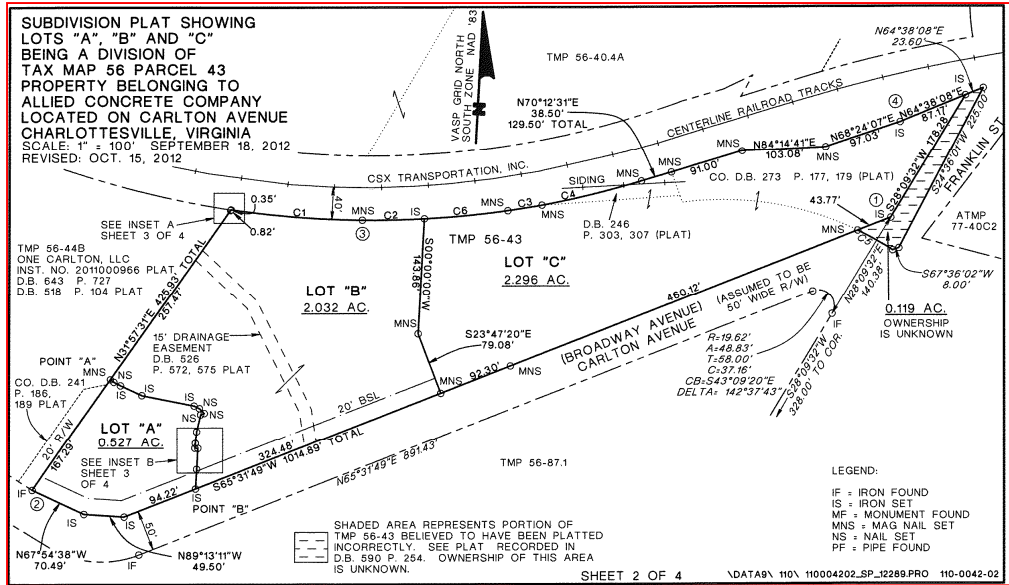 SUBDIVISION PLAT SHOWING
LOTS "A", "B" AND "C"
BEING A DIVISION OF
TAX MAP 56 PARCEL 43
PROPERTY BELONGING TO
ALLIED CONCRETE COMPANY
LOCATED ON CARLTON AVENUE
CHARLOTTESVILLE, VIRGINIA
SCALE: 1" = 100' SEPTEMBER 18, 2012
REVISED: OCT. 15, 2012
VASP GRID NORTH
SOUTH ZONE NAD '83
N
TMP 56-40.4A
N64°38'08"E
23.60'
IS
N70°12'31"E
38.50'
129.50' TOTAL
CENTERLINE RAILROAD TRACKS
4
N64°38'08"E
87.17'
IS
N68°24'07"E
97.03'
MNS
N84°14'41"E
103.08'
MNS
91.00'
MNS
MNS
SIDING
CSX TRANSPORTATION, INC.
CO. D.B. 273 P. 177, 179 (PLAT)
S28°09'32"W 118.28'
S24°36'01"W 225.00'
FRANKLIN ST.
ATMP
77-40C2
0.35'
0.82'
C1
40'
MNS
3
C2
IS
C6
C3
MNS
C4
D.B. 246
P. 303, 307 (PLAT)
43.77'
1
IS
MNS
C5
S67°36'02"W
8.00'
SEE INSET A
SHEET 3 OF 4
TMP 56-44B
ONE CARLTON, LLC
INST. NO. 2011000966 PLAT
D.B. 643 P. 727
D.B. 518 P. 104 PLAT
N31°57'31"E 425.93' TOTAL
257.47'
TMP 56-43
LOT "C"
2.296 AC.
LOT "B"
2.032 AC.
S00°00'00"W
143.86'
MNS
S23°47'20"E
79.08'
460.12'
(BROADWAY AVENUE)
CARLTON AVENUE
(ASSUMED TO BE
50' WIDE R/W)
N28°09'32"E
140.38'
IF
0.119 AC.
OWNERSHIP
IS UNKNOWN
R=19.62'
A=48.83'
T=58.00'
C=37.16'
CB=S43°09'20"E
DELTA= 142°37'43"
S28°09'32"W
328.00' TO COR.
15' DRAINAGE
EASEMENT
D.B. 526
P. 572, 575 PLAT
POINT "A"
MNS
CO. D.B. 241
P. 186,
189 PLAT
20' R/W
167.29'
IS
IS
NS
NS
NS
LOT "A"
0.527 AC.
SEE INSET B
SHEET 3
OF 4
MNS
92.30'
MNS
20' BSL
324.48'
S65°31'49"W 1014.89' TOTAL
N65°31'49"E 891.43'
94.22'
IS
POINT "B"
IF
2
IS
IS
50'
IF
N67°54'38"W
70.49'
N89°13'11"W
49.50'
TMP 56-87.1
SHADED AREA REPRESENTS PORTION OF
TMP 56-43 BELIEVED TO HAVE BEEN PLATTED
INCORRECTLY. SEE PLAT RECORDED IN
D.B. 590 P. 254. OWNERSHIP OF THIS AREA
IS UNKNOWN.
LEGEND:
IF = IRON FOUND
IS = IRON SET
MF = MONUMENT FOUND
MNS = MAG NAIL SET
NS = NAIL SET
PF = PIPE FOUND
SHEET 2 OF 4
\DATA9\ 110\ 110004202_SP_12289.PRO 110-0042-02